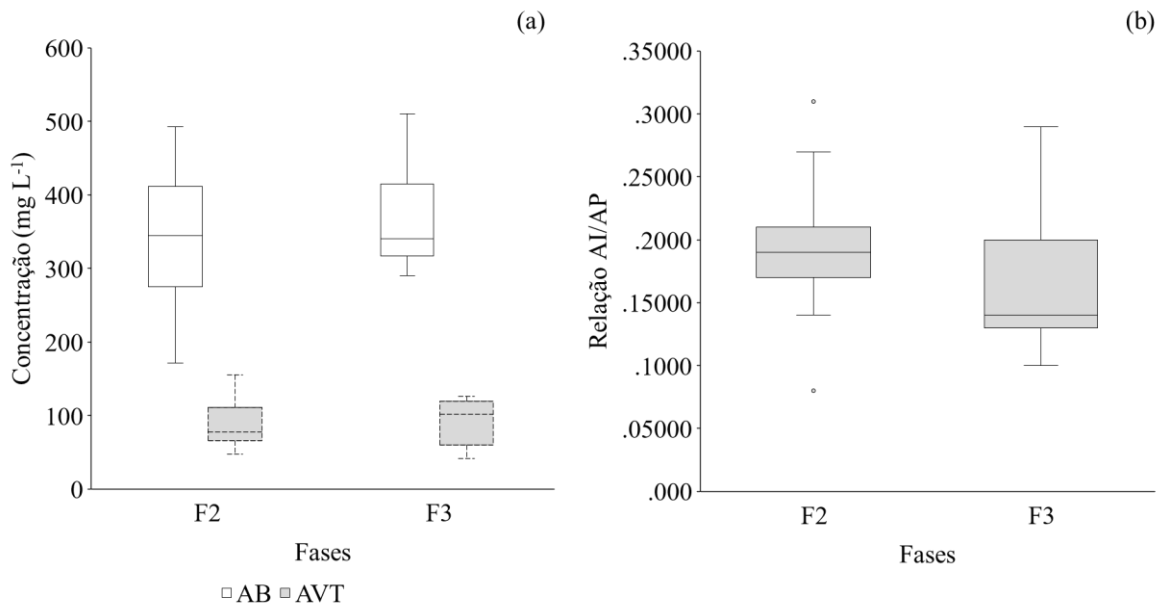 (a)
600
500
400
300
200
100
0
Concentração (mg L-1)
F2 F3
Fases
AB AVT
(b)
.35000
.3000
.25000
.2000
.15000
.1000
.05000
.000
Relação AI/AP
F2 F3
Fases